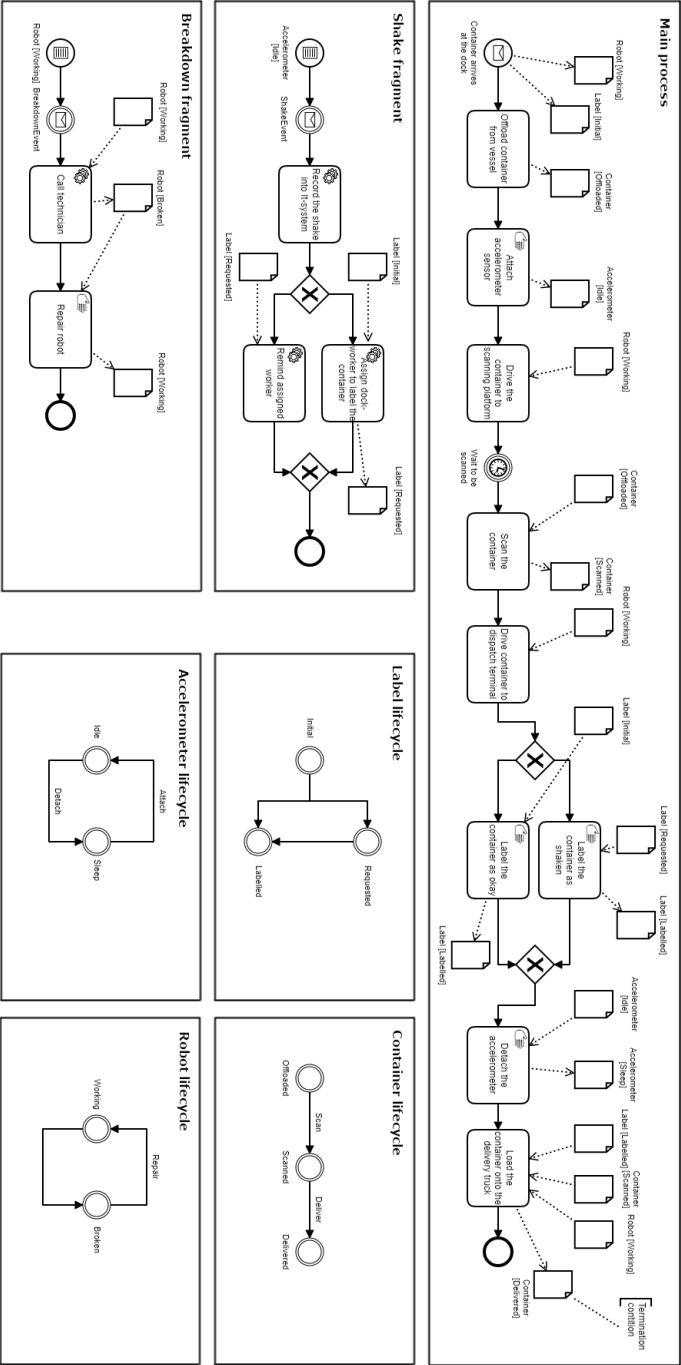 Main process
Container arrives
at the dock
Robot [Working]
Label [Initial]
Offload container
from vessel
Container
[Offloaded]
Attach
accelerometer
sensor
Accelerometer
[Idle]
Drive the
container to
scanning platform
Robot [Working]
Wait to be
scanned
Container
[Offloaded]
Scan the
container
Container
[Scanned]
Robot [Working]
Drive container to
dispatch terminal
Label [Initial]
X
Label [Requested]
Label the
container as
shaken
Label [Labelled]
Label the
container as okay
Label [Labelled]
X
Accelerometer
[Idle]
Detach the
accelerometer
Accelerometer
[Sleep]
Label [Labelled]
Container
[Scanned]
Robot [Working]
Load the
container onto the
delivery truck
Container
[Delivered]
Termination
contition
Shake fragment
Accelerometer
[Idle]
ShakeEvent
Record the shake
into It-system
X
Label [Initial]
Label [Requested]
Assign dock-
worker to label the
container
Remind assigned
worker
X
Label [Requested]
Label lifecycle
Initial
Requested
Labelled
Container lifecycle
Offloaded
Scan
Scanned
Deliver
Delivered
Breakdown fragment
Robot [Working]
BreakdownEvent
Robot [Working]
Call technician
Robot [Broken]
Repair robot
Robot [Working]
Accelerometer lifecycle
Attach
Idle
Sleep
Detach
Robot lifecycle
Repair
Working
Broken